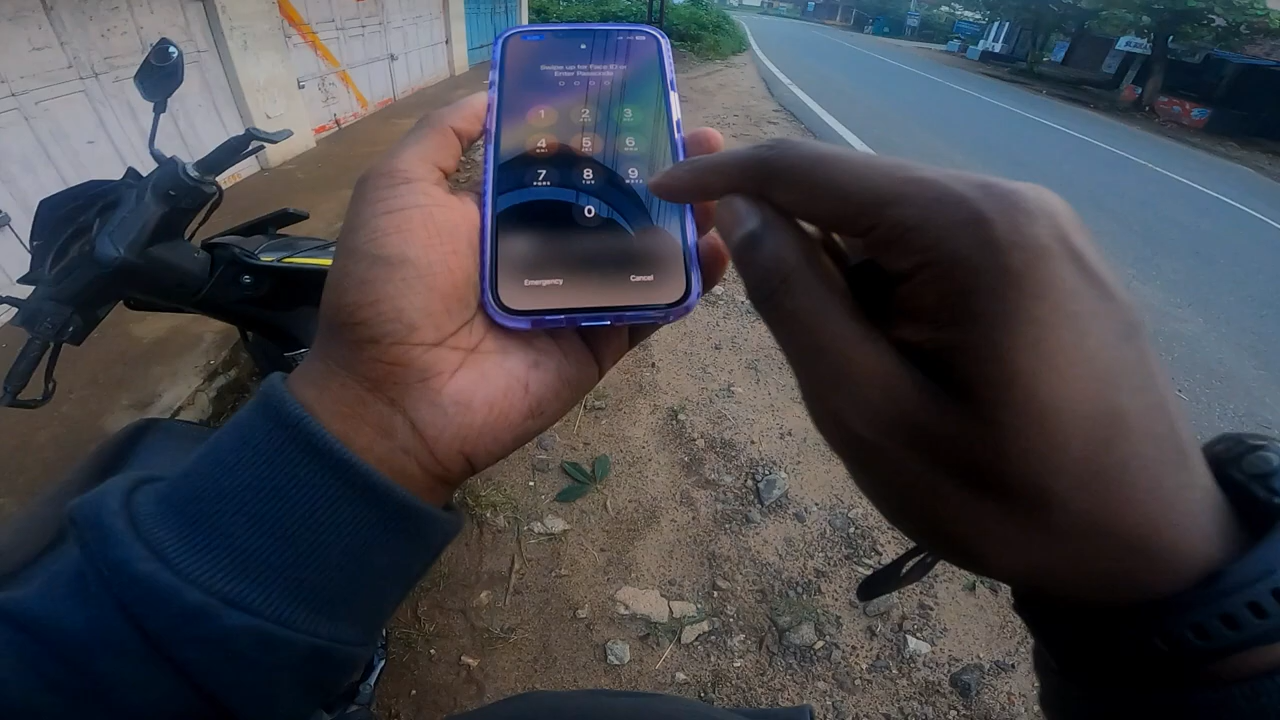 Swipe up for Face ID or
Enter Passcode
1
2
ABC
3
DEF
4
GHI
5
JKL
6
MNO
7
PQRS
8
TUV
9
WXYZ
0
Emergency
Cancel